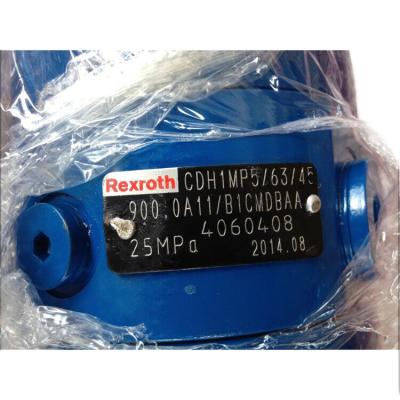 Rexroth CDH1MP5/63/45
900.0A11/B1CMDBAA
4060408
25MPa 2014.08